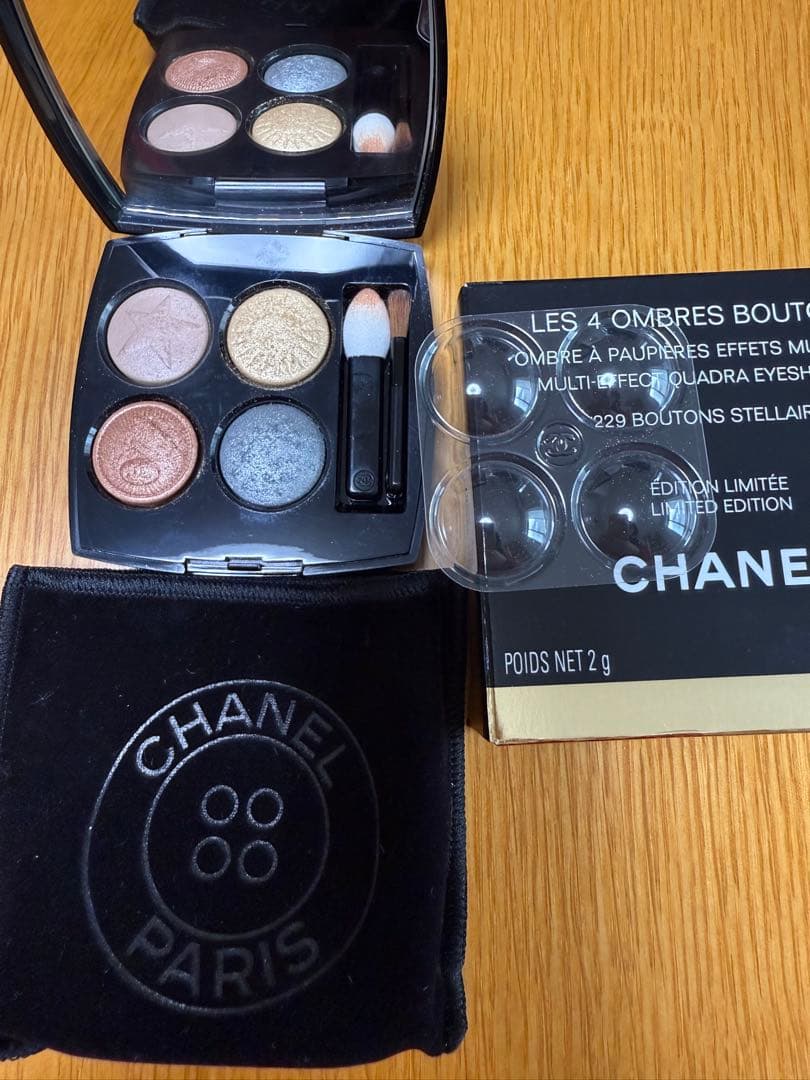 LES 4 OMBRES BOUTO
OMBRE À PAUPIÈRES EFFETS MU
MULTI-EFFECT QUADRA EYESH
229 BOUTONS STELLAIR
ÉDITION LIMITÉE
LIMITED EDITION
CHANE
POIDS NET 2 g
CHANEL
PARIS